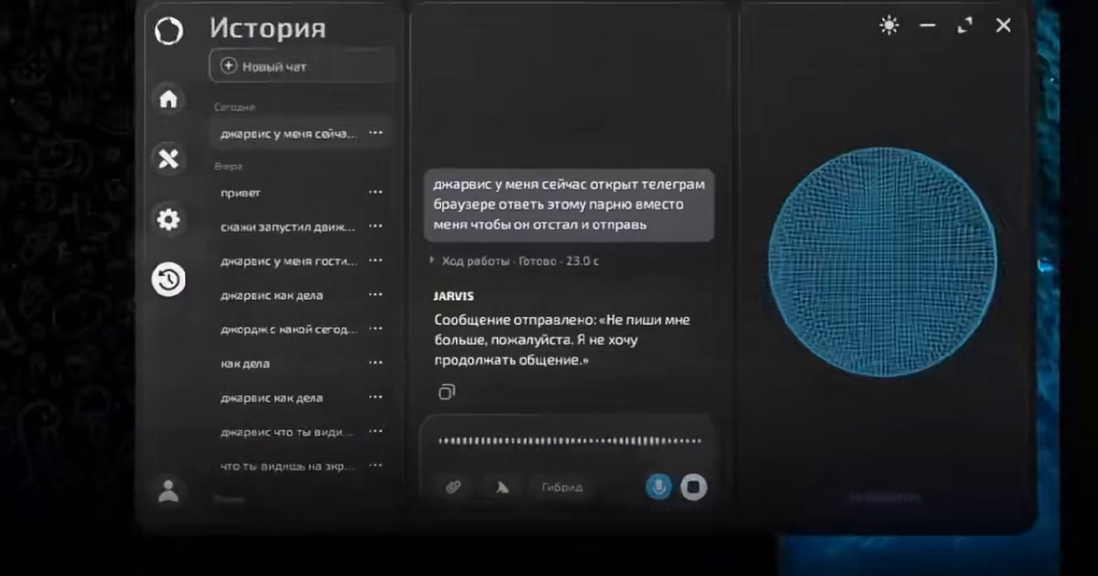 История
Новый чат
Сегодня
джарвис у меня сейча...
Вчера
привет
скажи запустил движ...
джарвис у меня гости...
джарвис как дела
джордж с какой сегод...
как дела
джарвис как дела
джарвис что ты види...
что ты видишь на экр...
джарвис у меня сейчас открыт телеграм
браузере ответь этому парню вместо
меня чтобы он отстал и отправь
Ход работы · Готово · 23.0 с
JARVIS
Сообщение отправлено: «Не пиши мне
больше, пожалуйста. Я не хочу
продолжать общение.»
Гибрид